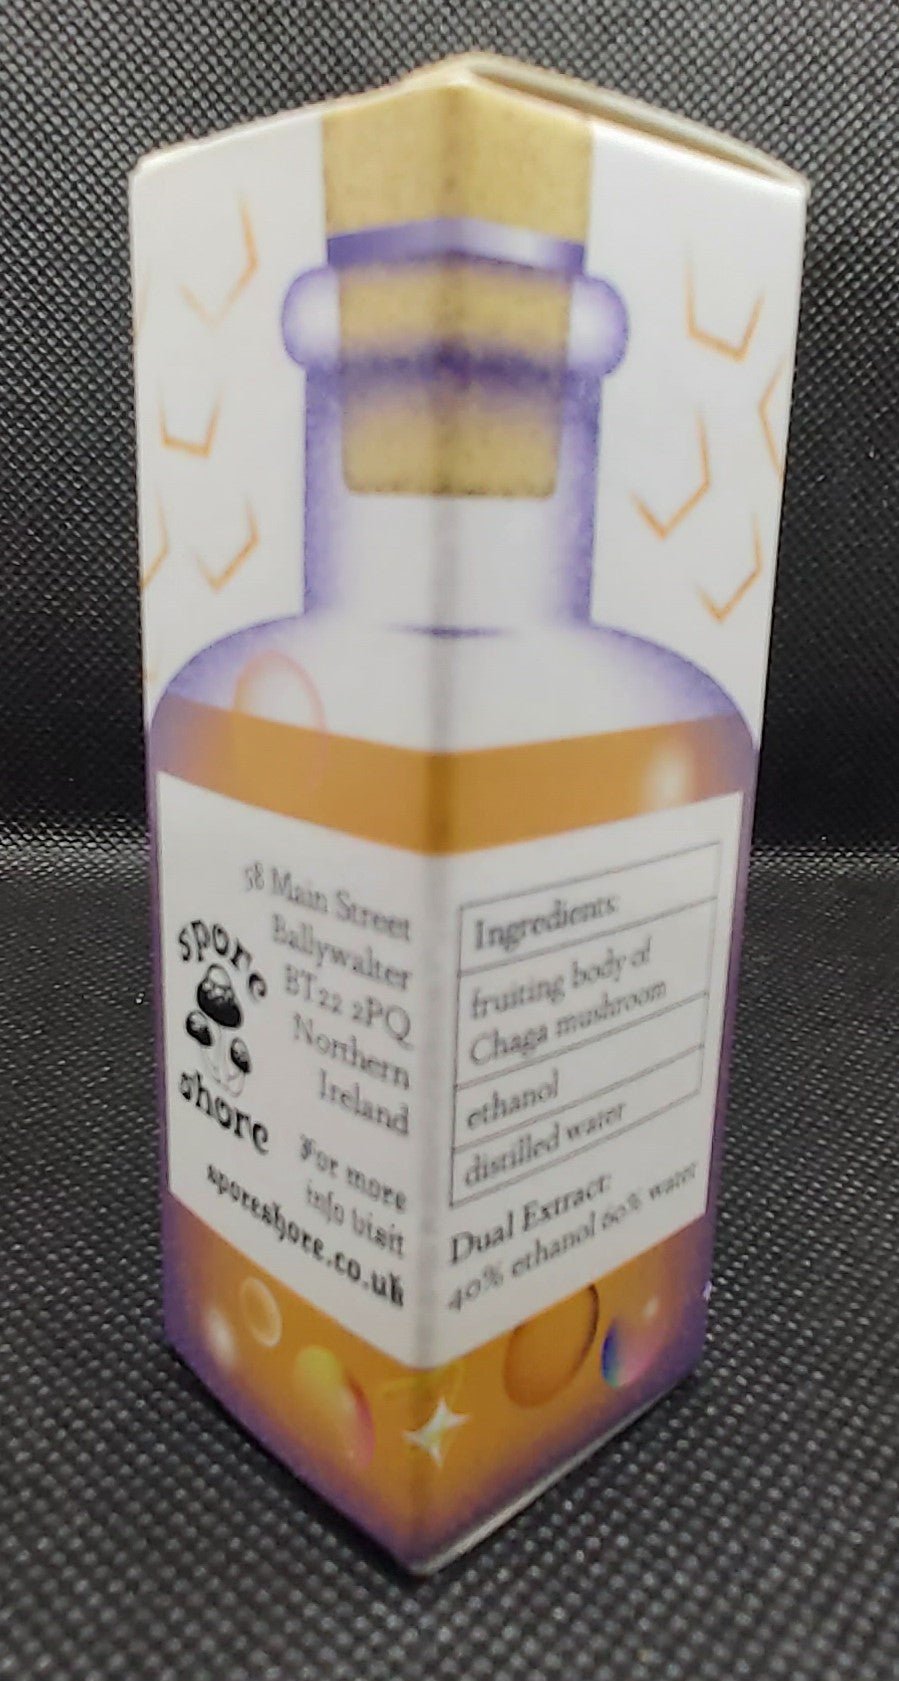 spore
shore
58 Main Street
Ballywalter
BT22 2PQ
Northern
Ireland
For more
info visit
sporeshore.co.uk
Ingredients:
fruiting body of
Chaga mushroom
ethanol
distilled water
Dual Extract:
40% ethanol 60% water